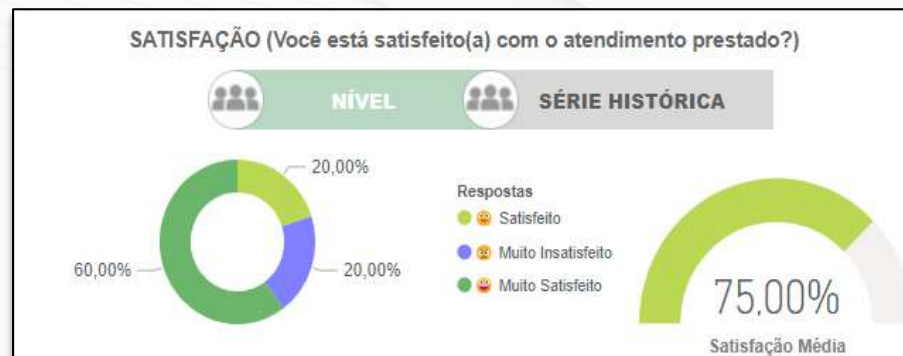 SATISFAÇÃO (Você está satisfeito(a) com o atendimento prestado?)
NÍVEL
SÉRIE HISTÓRICA
20,00%
60,00%
20,00%
Respostas
Satisfeito
Muito Insatisfeito
Muito Satisfeito
75,00%
Satisfação Média